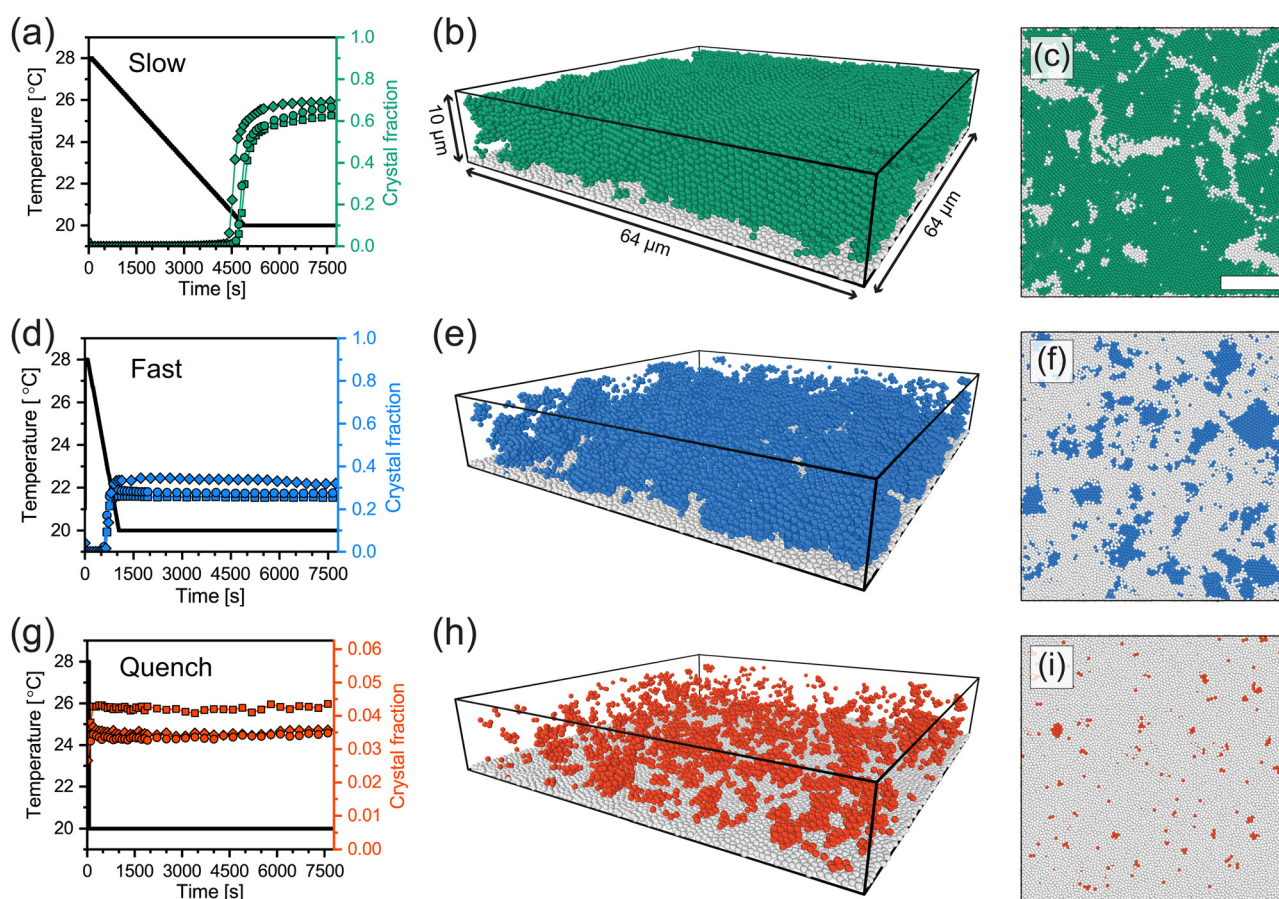 (a)
Slow
Temperature [°C]
28
26
24
22
20
0 1500 3000 4500 6000 7500
Time [s]
1.0
0.8
0.6
0.4
0.2
0.0
Crystal fraction
(b)
10 µm
64 µm
64 µm
(c)
(d)
Fast
Temperature [°C]
28
26
24
22
20
0 1500 3000 4500 6000 7500
Time [s]
1.0
0.8
0.6
0.4
0.2
0.0
Crystal fraction
(e)
(f)
(g)
Quench
Temperature [°C]
28
26
24
22
20
0 1500 3000 4500 6000 7500
Time [s]
0.06
0.05
0.04
0.03
0.02
0.01
0.00
Crystal fraction
(h)
(i)